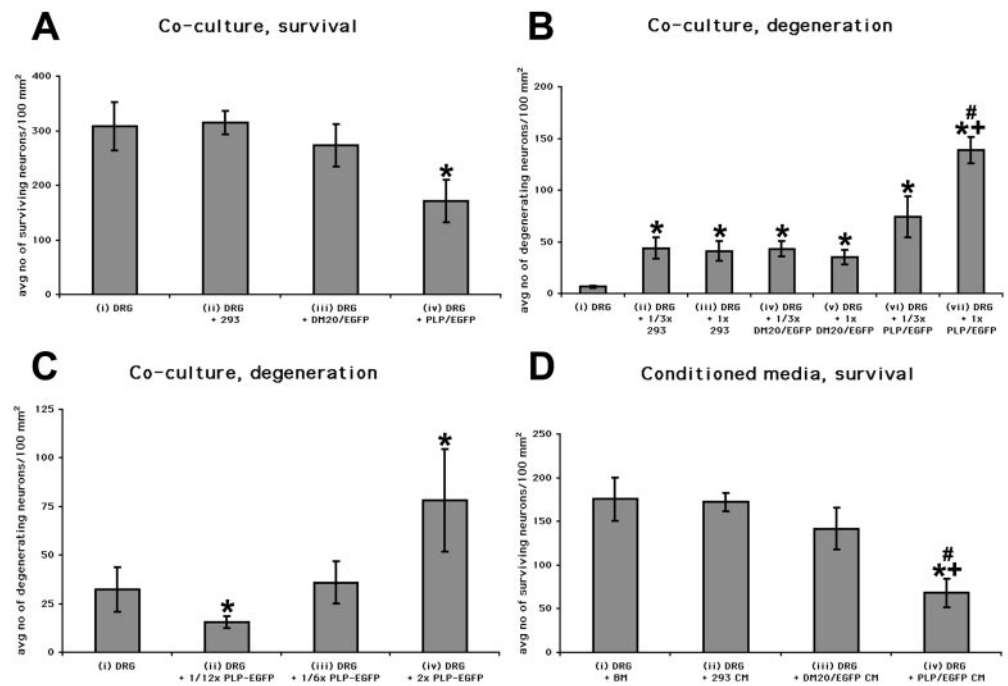 A
Co-culture, survival
avg no of surviving neurons/100 mm²
400
300
200
100
0
*
(i) DRG
(ii) DRG
+ 293
(iii) DRG
+ DM20/EGFP
(iv) DRG
+ PLP/EGFP
B
Co-culture, degeneration
avg no of degenerating neurons/100 mm²
200
150
100
50
0
*
*
*
*
*
#
*+
(i) DRG
(ii) DRG
+ 1/3x
293
(iii) DRG
+ 1x
293
(iv) DRG
+ 1/3x
DM20/EGFP
(v) DRG
+ 1x
DM20/EGFP
(vi) DRG
+ 1/3x
PLP/EGFP
(vii) DRG
+ 1x
PLP/EGFP
C
Co-culture, degeneration
avg no of degenerating neurons/100 mm²
125
100
75
50
25
0
*
*
(i) DRG
(ii) DRG
+ 1/12x PLP-EGFP
(iii) DRG
+ 1/6x PLP-EGFP
(iv) DRG
+ 2x PLP-EGFP
D
Conditioned media, survival
avg no of surviving neurons/100 mm²
250
200
150
100
50
0
#
*+
(i) DRG
+ BM
(ii) DRG
+ 293 CM
(iii) DRG
+ DM20/EGFP CM
(iv) DRG
+ PLP/EGFP CM